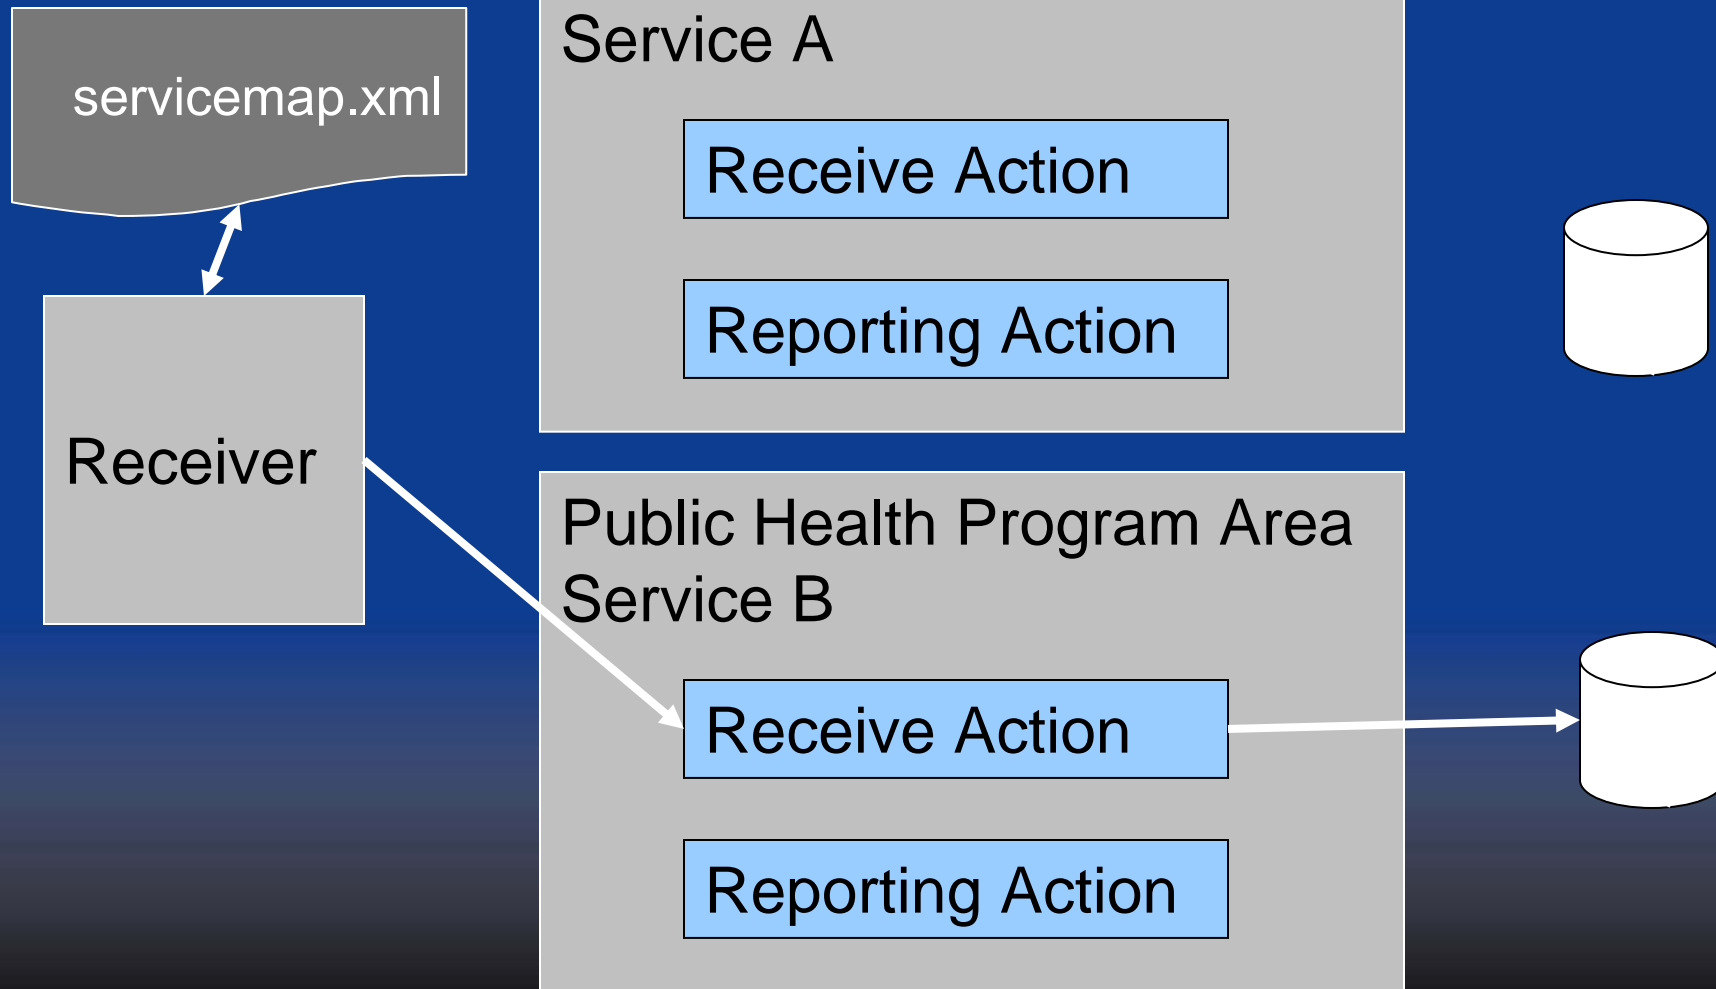 servicemap.xml
Receiver
Service A
Receive Action
Reporting Action
Public Health Program Area
Service B
Receive Action
Reporting Action